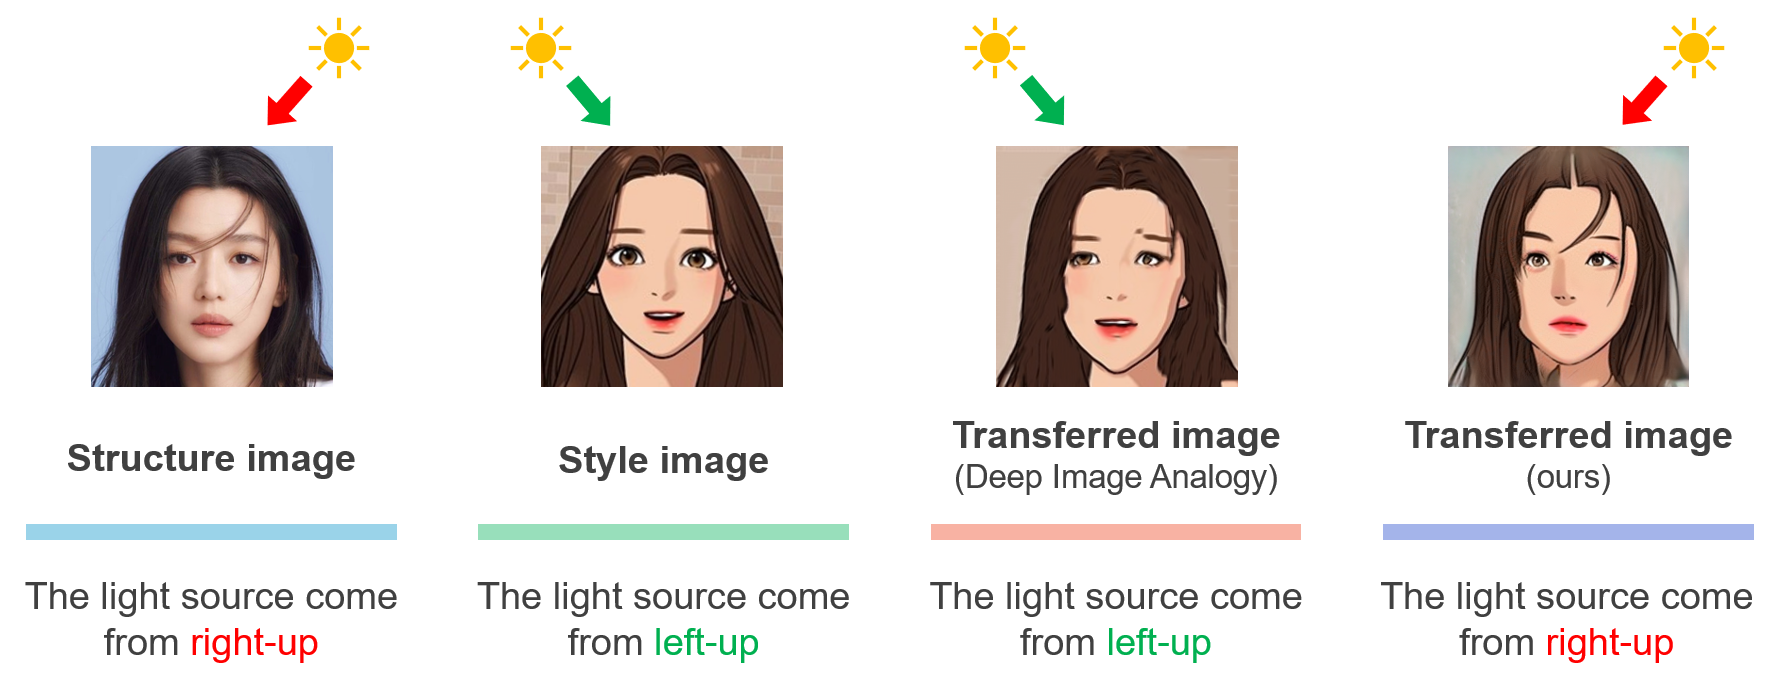 Structure image
The light source come
from right-up
Style image
The light source come
from left-up
Transferred image
(Deep Image Analogy)
The light source come
from left-up
Transferred image
(ours)
The light source come
from right-up